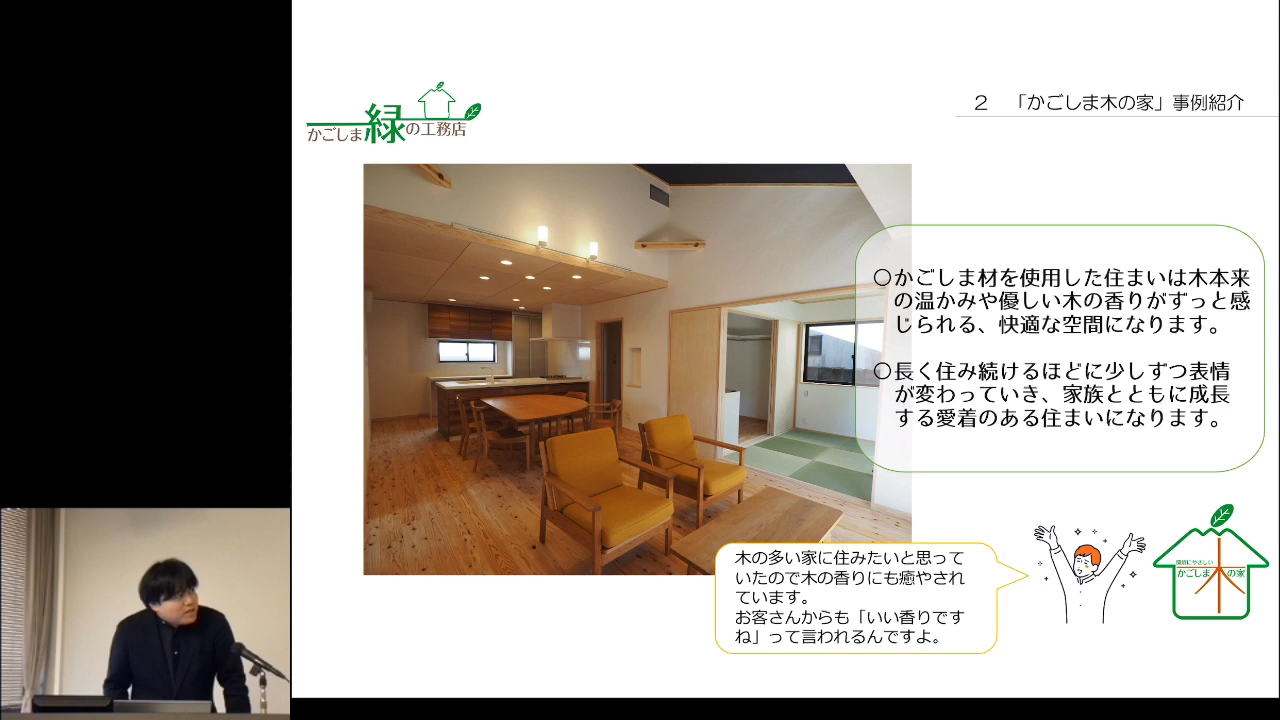 かごしま緑の工務店
2 「かごしま木の家」事例紹介
○かごしま材を使用した住まいは木本来
の温かみや優しい木の香りがずっと感
じられる、快適な空間になります。
○長く住み続けるほどに少しずつ表情
が変わっていき、家族とともに成長
する愛着のある住まいになります。
木の多い家に住みたいと思って
いたので木の香りにも癒やされ
ています。
お客さんからも「いい香りです
ね」って言われるんですよ。
環境にやさしい
かごしま木の家